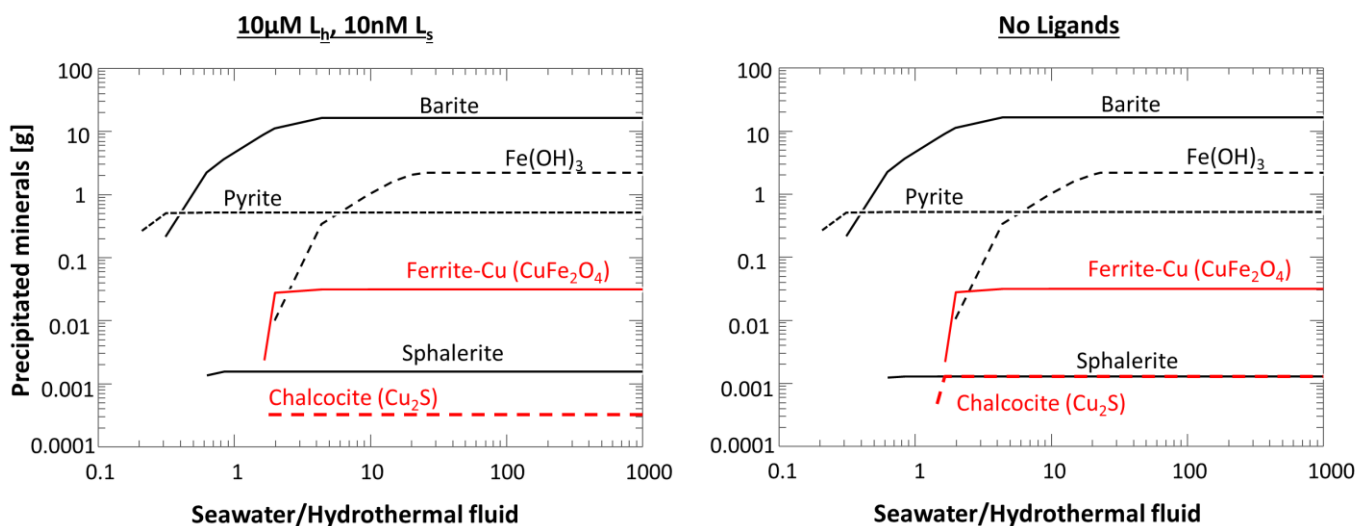 10µM Lh, 10nM Ls
100
10
1
0.1
0.01
0.001
0.0001
Precipitated minerals [g]
Barite
Fe(OH)3
Pyrite
Ferrite-Cu (CuFe2O4)
Sphalerite
Chalcocite (Cu2S)
0.1 1 10 100 1000
Seawater/Hydrothermal fluid
No Ligands
100
10
1
0.1
0.01
0.001
0.0001
Barite
Fe(OH)3
Pyrite
Ferrite-Cu (CuFe2O4)
Sphalerite
Chalcocite (Cu2S)
0.1 1 10 100 1000
Seawater/Hydrothermal fluid